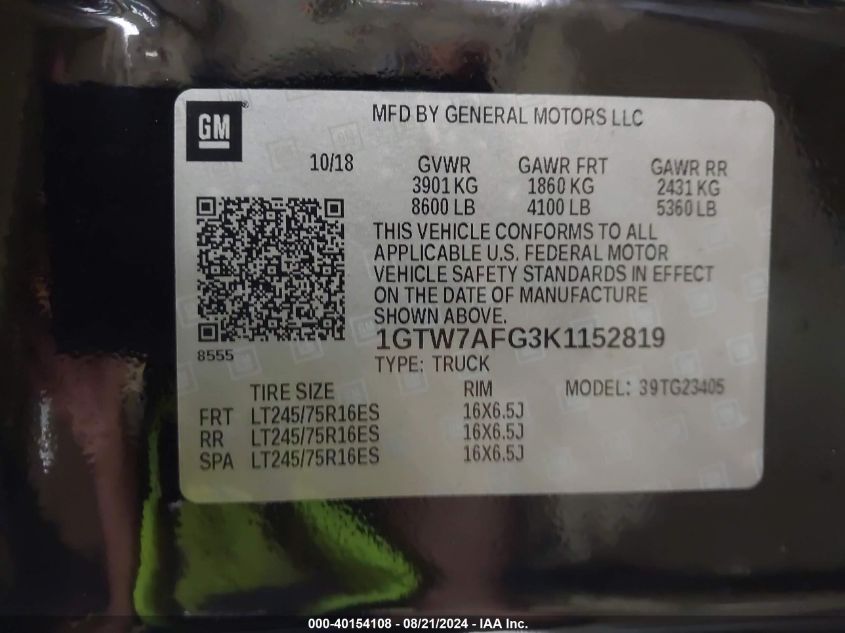 GM
MFD BY GENERAL MOTORS LLC
10/18 GVWR GAWR FRT GAWR RR
3901 KG 1860 KG 2431 KG
8600 LB 4100 LB 5360 LB
THIS VEHICLE CONFORMS TO ALL
APPLICABLE U.S. FEDERAL MOTOR
VEHICLE SAFETY STANDARDS IN EFFECT
ON THE DATE OF MANUFACTURE
SHOWN ABOVE.
1GTW7AFG3K1152819
8555
TYPE: TRUCK
TIRE SIZE RIM MODEL: 39TG23405
FRT LT245/75R16ES 16X6.5J
RR LT245/75R16ES 16X6.5J
SPA LT245/75R16ES 16X6.5J
000-40154108 - 08/21/2024 - IAA Inc.